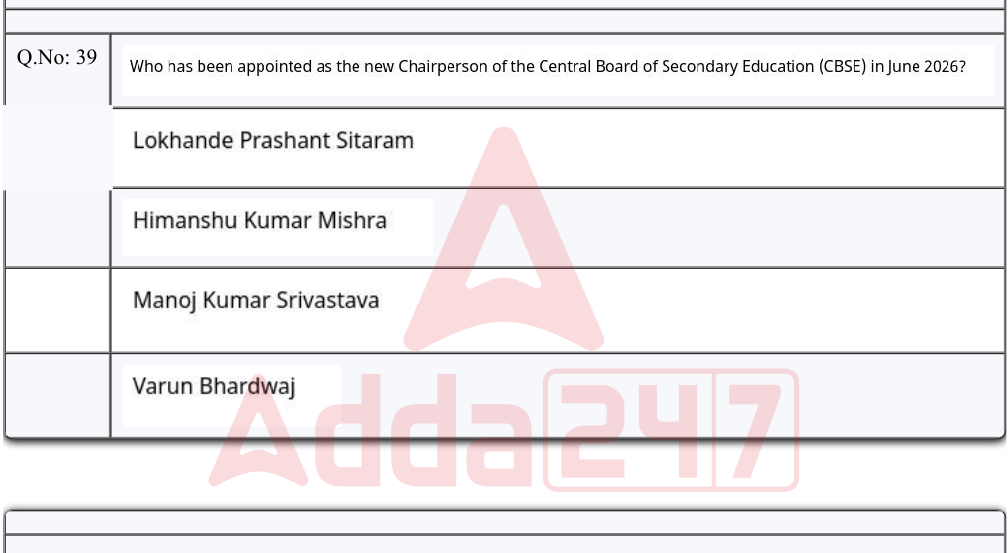 Q.No: 39
Who has been appointed as the new Chairperson of the Central Board of Secondary Education (CBSE) in June 2026?
Lokhande Prashant Sitaram
Himanshu Kumar Mishra
Manoj Kumar Srivastava
Varun Bhardwaj
Adda247